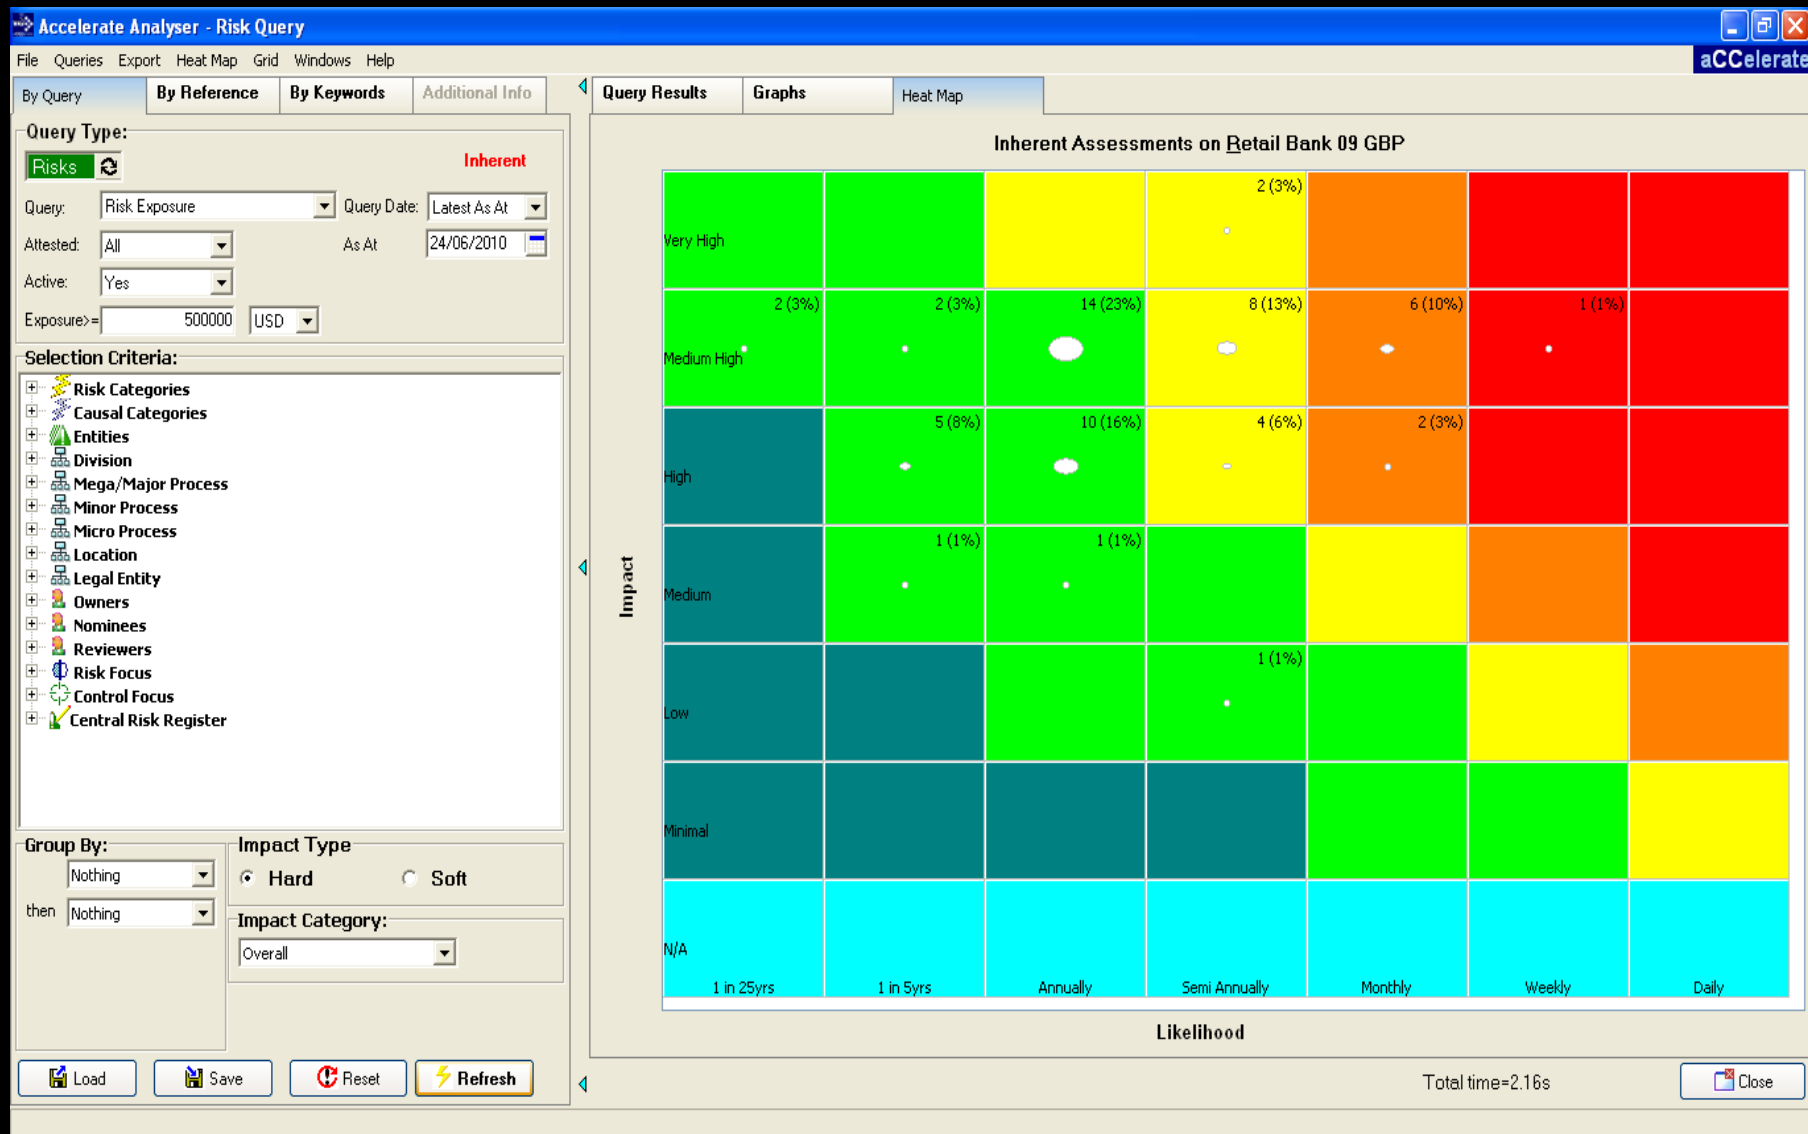 Accelerate Analyser - Risk Query
File Queries Export Heat Map Grid Windows Help
aCCelerate
By Query By Reference By Keywords Additional Info
Query Results Graphs Heat Map
Query Type:
Risks Inherent
Query: Risk Exposure Query Date: Latest As At
Attested: All As At 24/06/2010
Active: Yes
Exposure>= 500000 USD
Selection Criteria:
Risk Categories
Causal Categories
Entities
Division
Mega/Major Process
Minor Process
Micro Process
Location
Legal Entity
Owners
Nominees
Reviewers
Risk Focus
Control Focus
Central Risk Register
Group By:
Nothing
then Nothing
Impact Type
Hard Soft
Impact Category:
Overall
Load Save Reset Refresh
Inherent Assessments on Retail Bank 09 GBP
2 (3%)
Very High
2 (3%) 2 (3%) 14 (23%) 8 (13%) 6 (10%) 1 (1%)
Medium High
5 (8%) 10 (16%) 4 (6%) 2 (3%)
High
1 (1%) 1 (1%)
Impact
Medium
1 (1%)
Low
Minimal
N/A
1 in 25yrs 1 in 5yrs Annually Semi Annually Monthly Weekly Daily
Likelihood
Total time=2.16s
Close